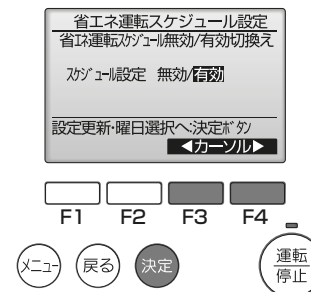 省エネ運転スケジュール設定
省エネ運転スケジュール無効/有効切換え
スケジュール設定 無効/有効
設定更新・曜日選択へ:決定ボタン
◀カーソル▶
F1 F2 F3 F4
メニュー 戻る 決定 運転
停止